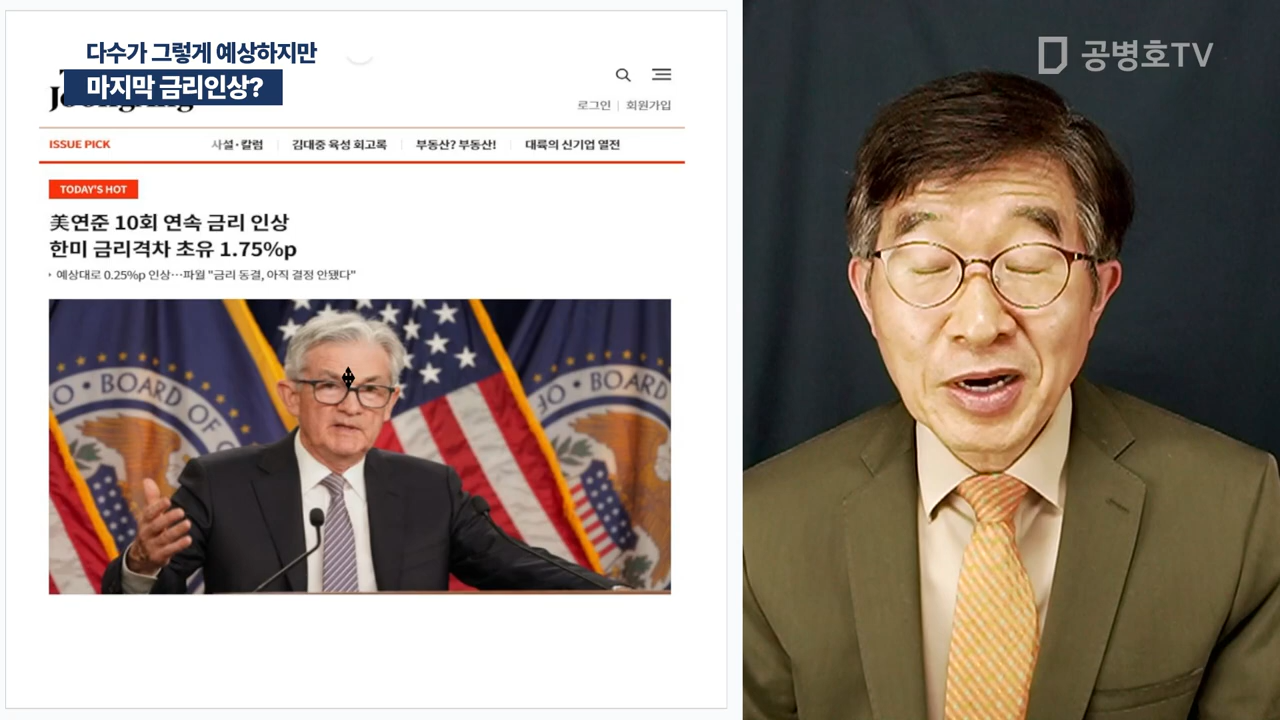 다수가 그렇게 예상하지만
마지막 금리인상?
로그인 | 회원가입
ISSUE PICK
사설·칼럼
김대중 육성 회고록
부동산? 부동산!
대륙의 신기업 열전
TODAY'S HOT
美연준 10회 연속 금리 인상
한미 금리격차 초유 1.75%p
예상대로 0.25%p 인상…파월 "금리 동결, 아직 결정 안됐다"
BOARD OF
BOARD
공병호TV